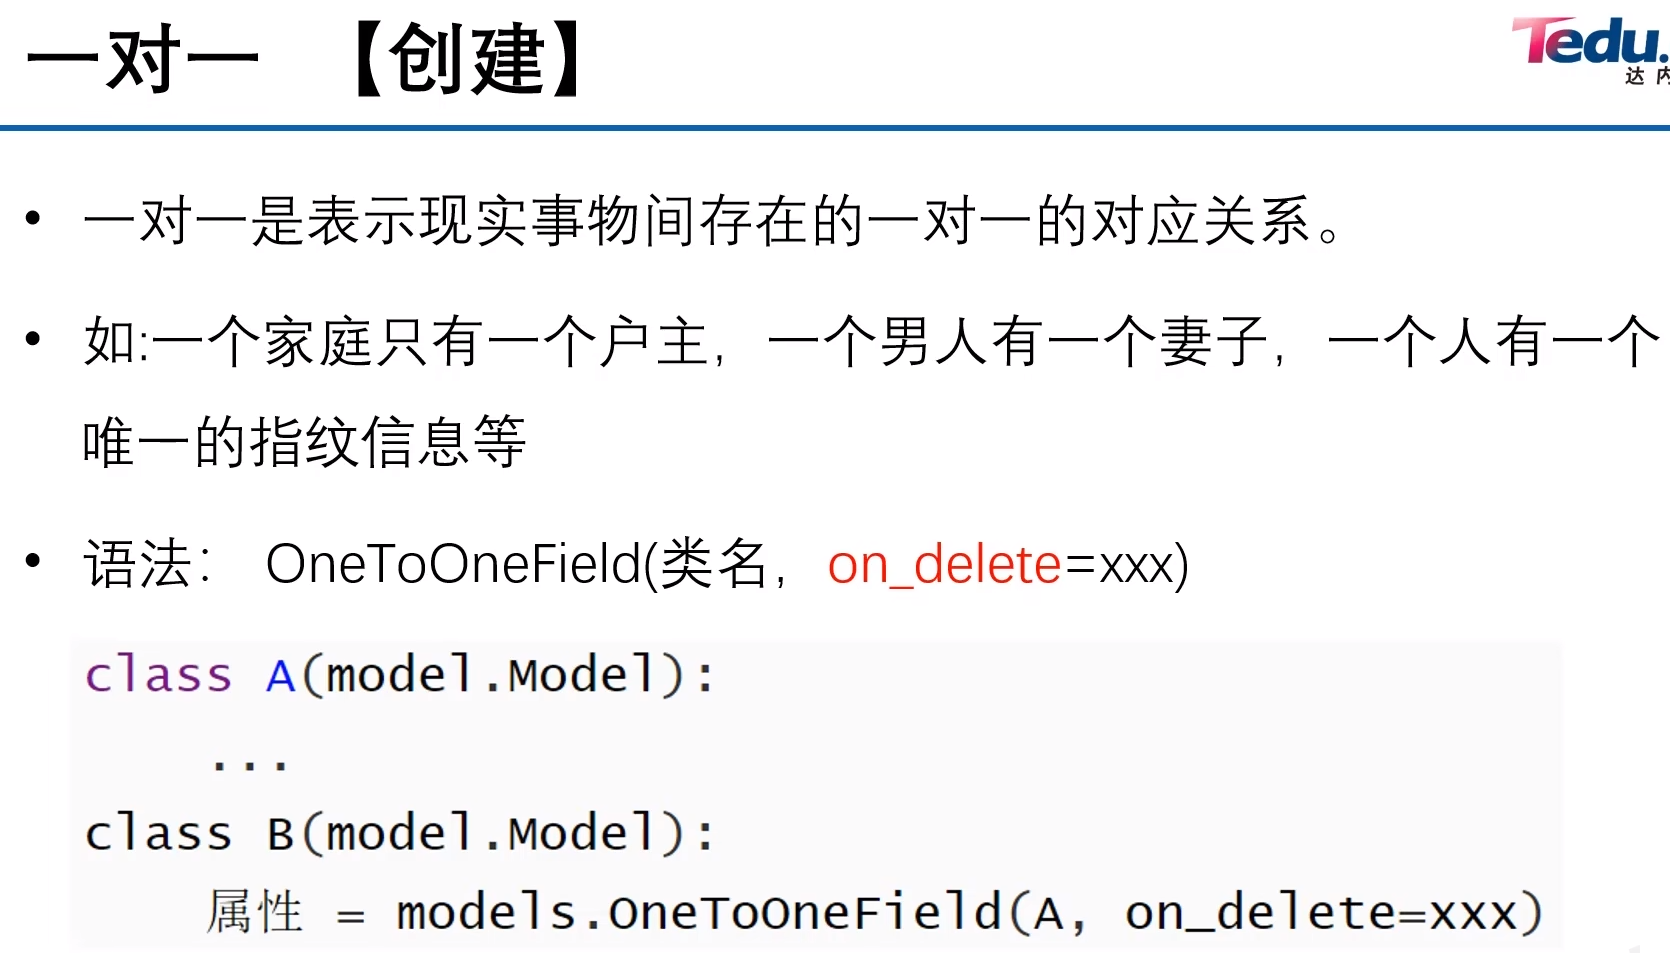 一对一 【创建】
Tedu.
达内
• 一对一是表示现实事物间存在的一对一的对应关系。
• 如:一个家庭只有一个户主，一个男人有一个妻子，一个人有一个
唯一的指纹信息等
• 语法： OneToOneField(类名，on_delete=xxx)
class A(model.Model):
...
class B(model.Model):
属性 = models.OneToOneField(A, on_delete=xxx)